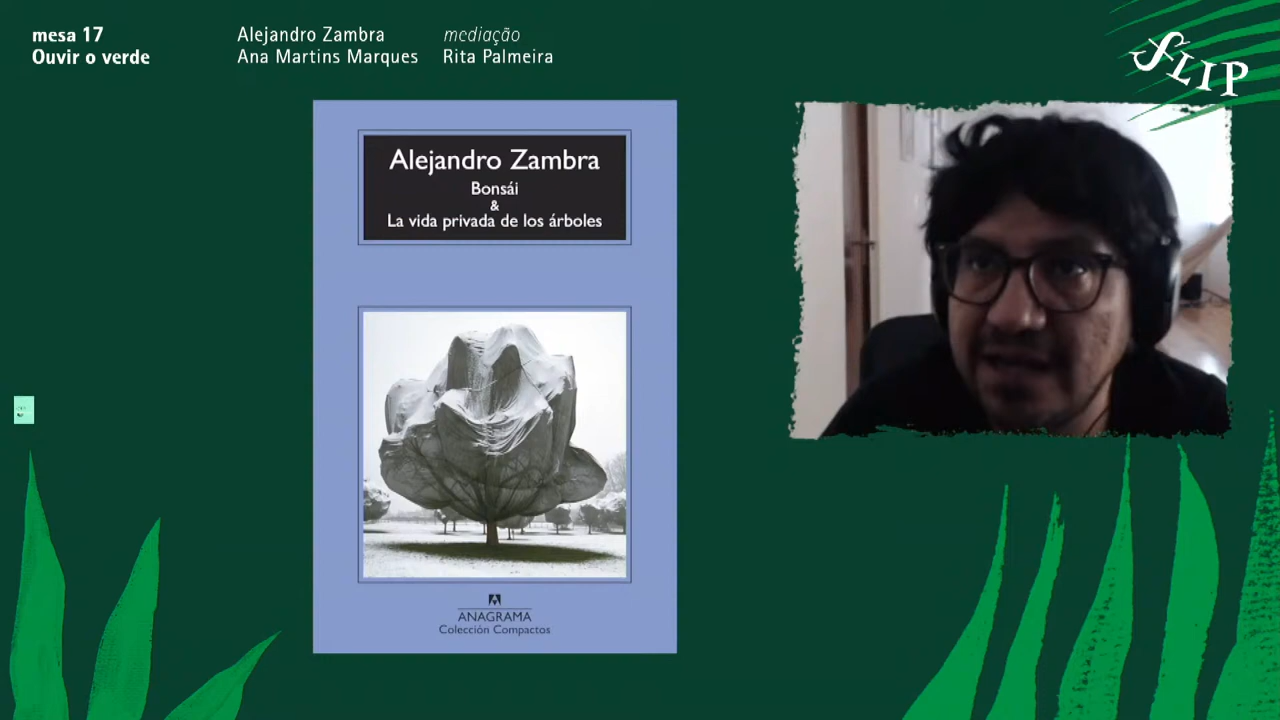 mesa 17
Ouvir o verde
Alejandro Zambra
Ana Martins Marques
mediação
Rita Palmeira
FLIP
Alejandro Zambra
Bonsái
&
La vida privada de los árboles
ANAGRAMA
Colección Compactos